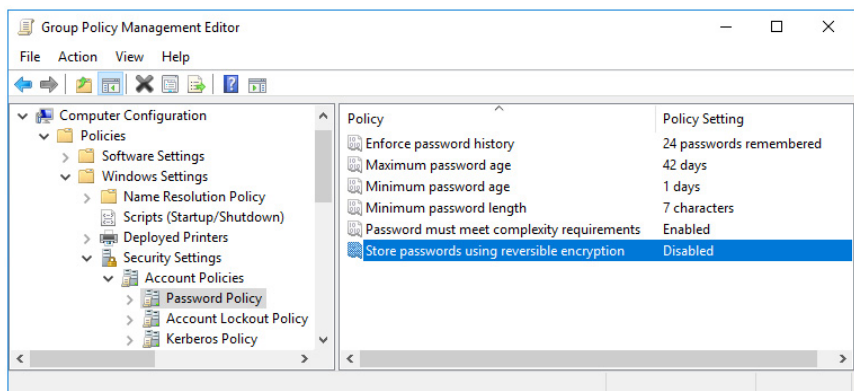 Group Policy Management Editor
File Action View Help
Computer Configuration
Policies
Software Settings
Windows Settings
Name Resolution Policy
Scripts (Startup/Shutdown)
Deployed Printers
Security Settings
Account Policies
Password Policy
Account Lockout Policy
Kerberos Policy
Policy Policy Setting
Enforce password history 24 passwords remembered
Maximum password age 42 days
Minimum password age 1 days
Minimum password length 7 characters
Password must meet complexity requirements Enabled
Store passwords using reversible encryption Disabled